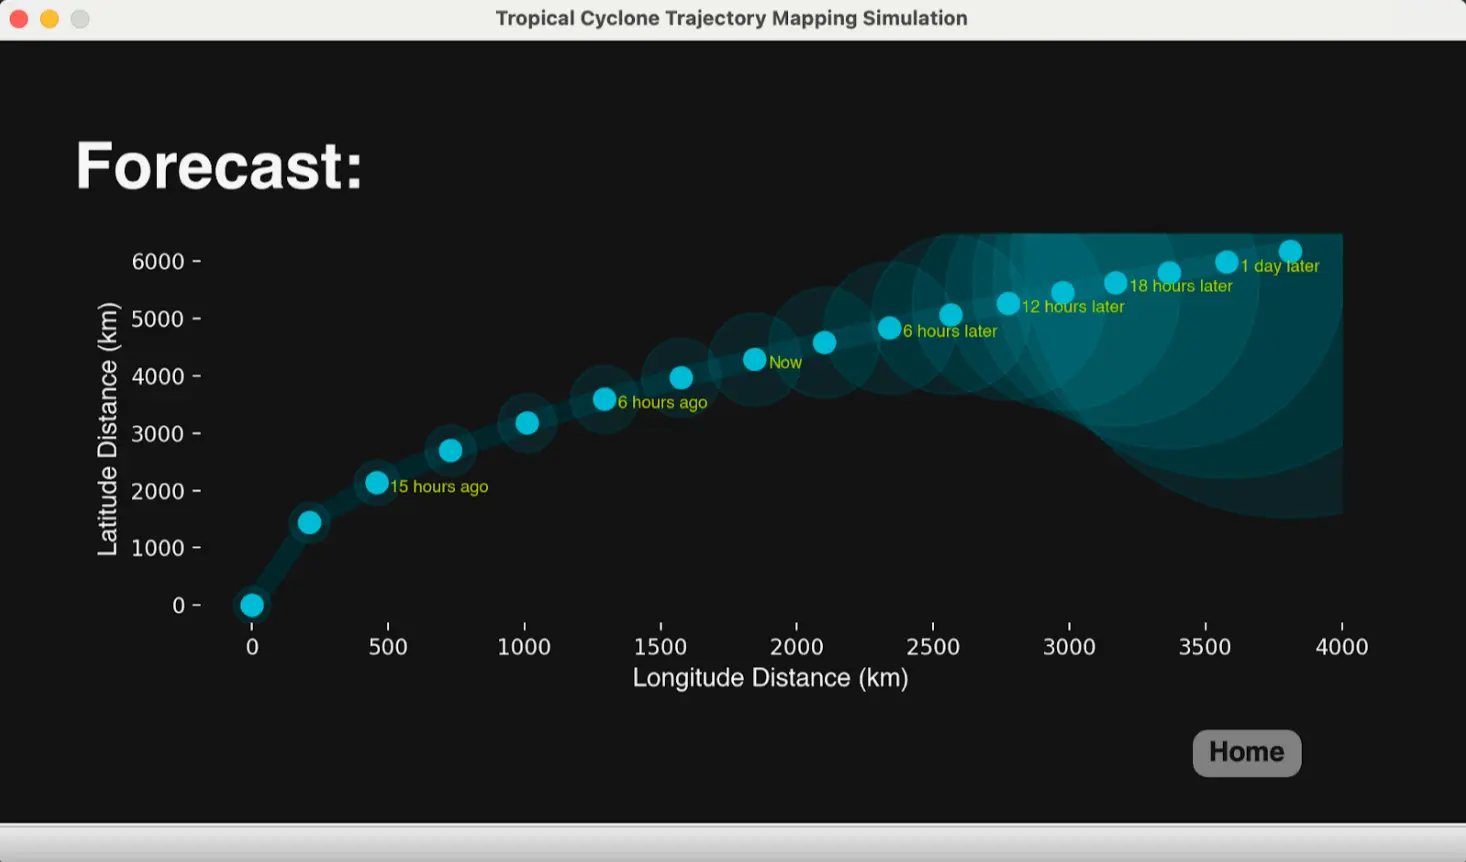 Tropical Cyclone Trajectory Mapping Simulation
Forecast:
6000
5000
4000
3000
2000
1000
0
Latitude Distance (km)
1 day later
18 hours later
12 hours later
6 hours later
Now
6 hours ago
15 hours ago
0 500 1000 1500 2000 2500 3000 3500 4000
Longitude Distance (km)
Home